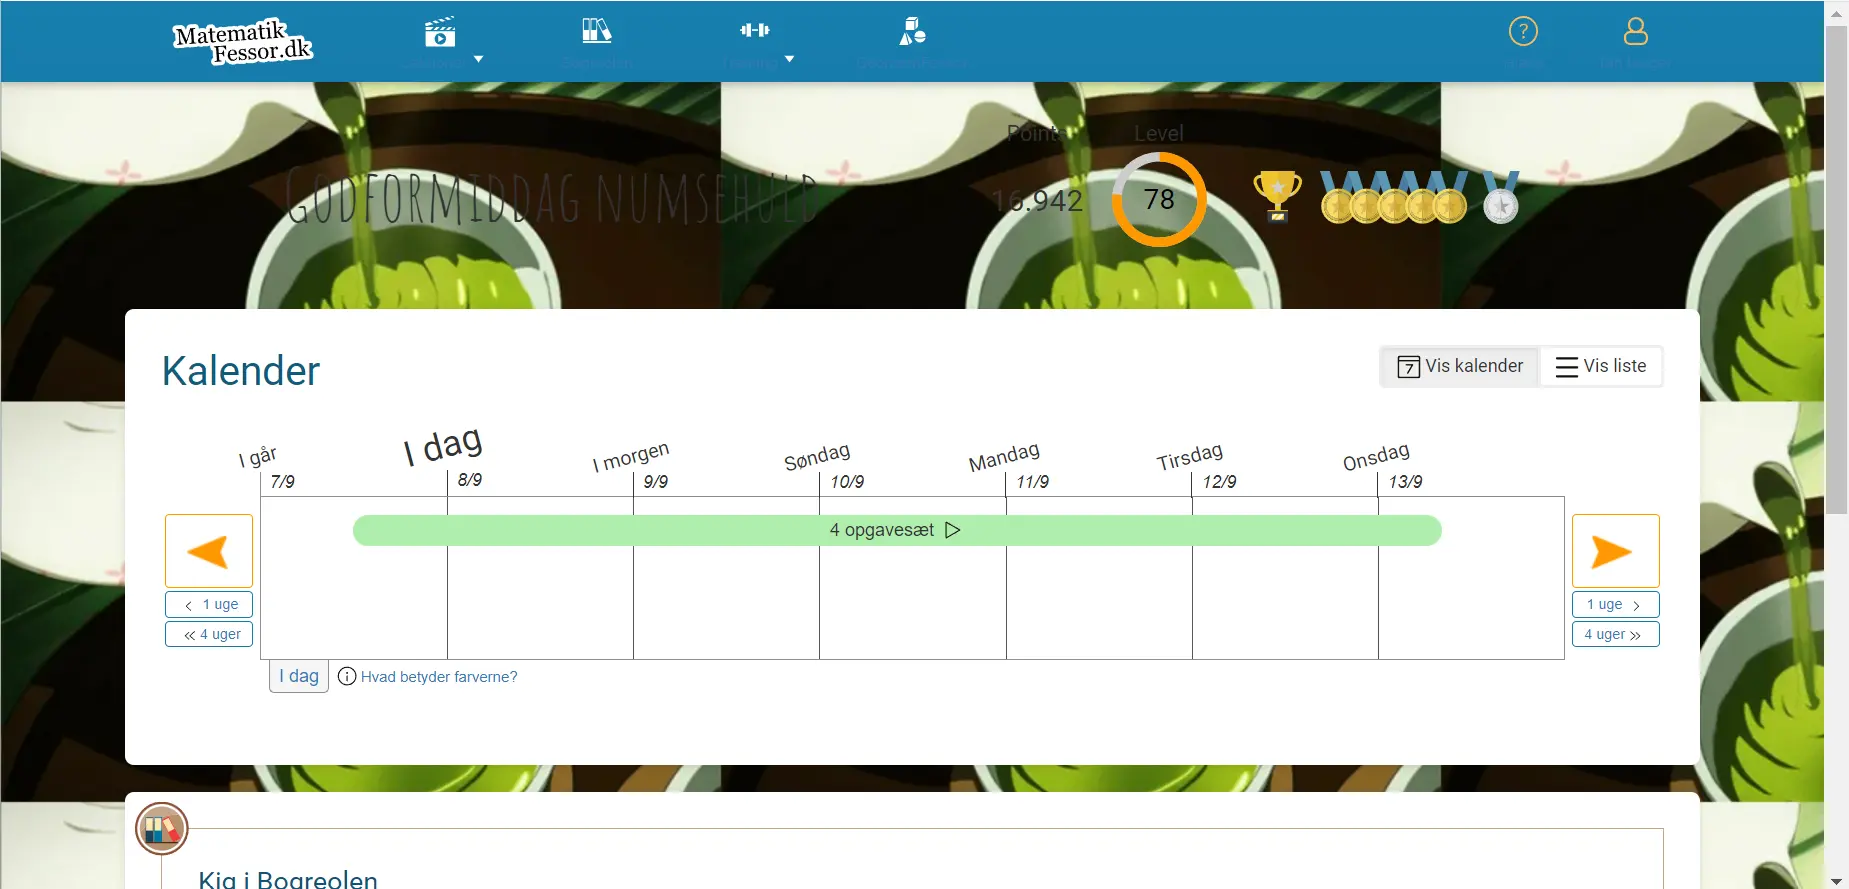 Matematik
Fessor.dk
GODFORMIDDAG NUMSEHULD
Points
16.942
Level
78
Kalender
7 Vis kalender
Vis liste
I går
I dag
I morgen
Søndag
Mandag
Tirsdag
Onsdag
7/9
8/9
9/9
10/9
11/9
12/9
13/9
4 opgavesæt
1 uge
4 uger
1 uge
4 uger
I dag
Hvad betyder farverne?
Kig i Bogreolen